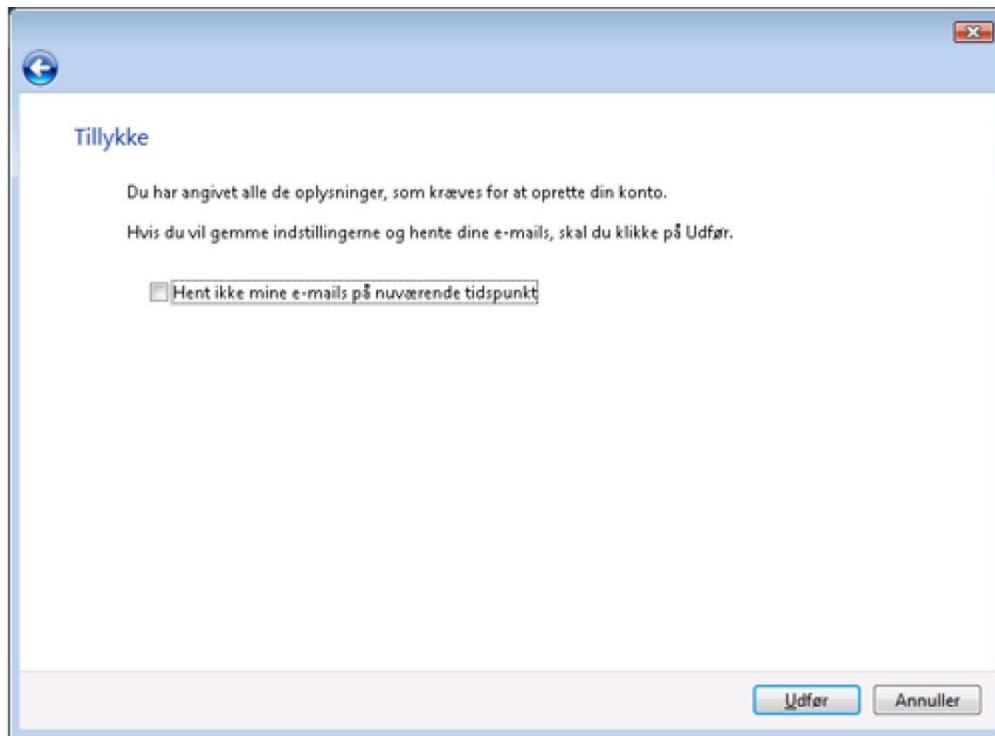 Tillykke
Du har angivet alle de oplysninger, som kræves for at oprette din konto.
Hvis du vil gemme indstillingerne og hente dine e-mails, skal du klikke på Udfør.
Hent ikke mine e-mails på nuværende tidspunkt
Udfør Annuller